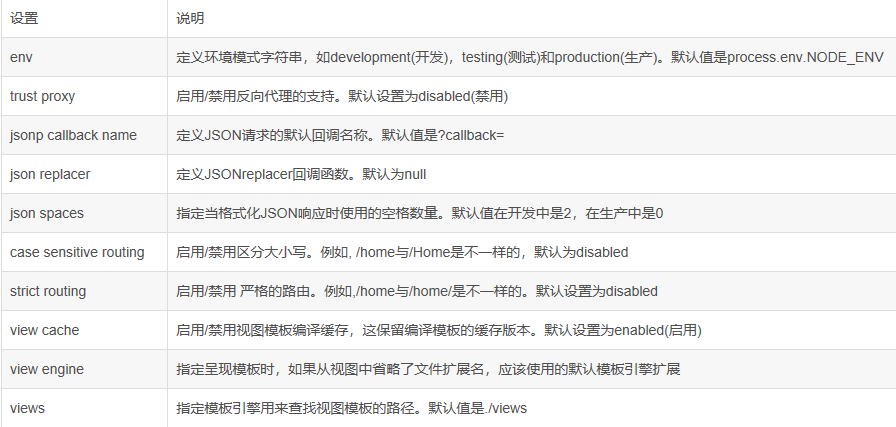 设置 说明
env 定义环境模式字符串，如development(开发)，testing(测试)和production(生产)。默认值是process.env.NODE_ENV
trust proxy 启用/禁用反向代理的支持。默认设置为disabled(禁用)
jsonp callback name 定义JSON请求的默认回调名称。默认值是?callback=
json replacer 定义JSONreplacer回调函数。默认为null
json spaces 指定当格式化JSON响应时使用的空格数量。默认值在开发中是2，在生产中是0
case sensitive routing 启用/禁用区分大小写。例如, /home与/Home是不一样的，默认为disabled
strict routing 启用/禁用 严格的路由。例如,/home与/home/是不一样的。默认设置为disabled
view cache 启用/禁用视图模板编译缓存，这保留编译模板的缓存版本。默认设置为enabled(启用)
view engine 指定呈现模板时，如果从视图中省略了文件扩展名，应该使用的默认模板引擎扩展
views 指定模板引擎用来查找视图模板的路径。默认值是./views